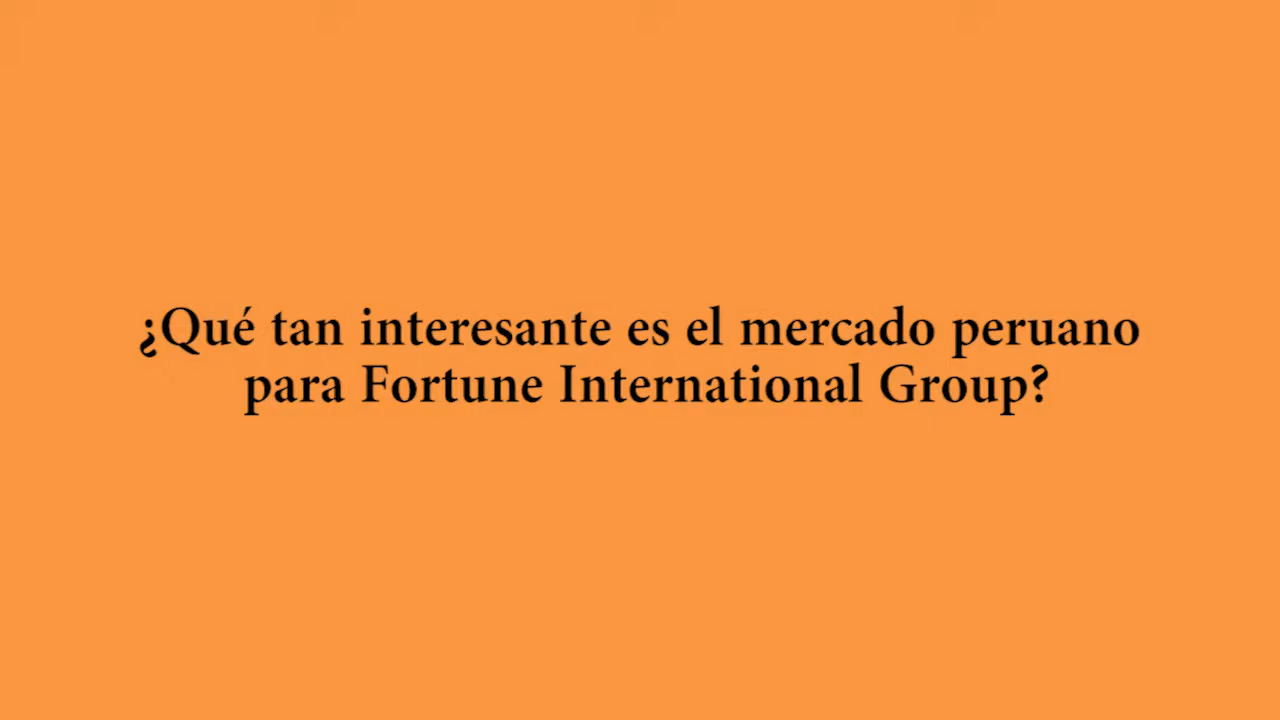 ¿Qué tan interesante es el mercado peruano
para Fortune International Group?